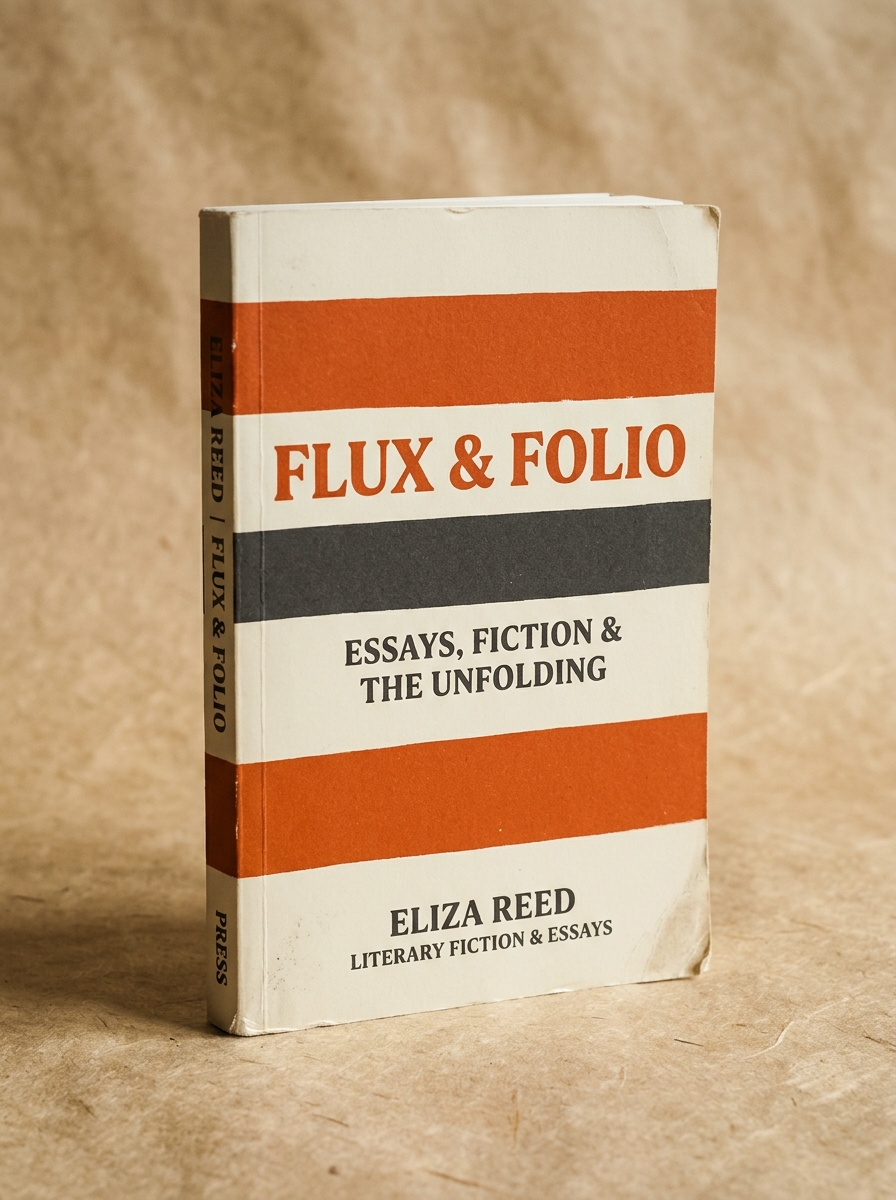 FLUX & FOLIO
ESSAYS, FICTION &
THE UNFOLDING
ELIZA REED
LITERARY FICTION & ESSAYS
ELIZA REED | FLUX & FOLIO
PRESS